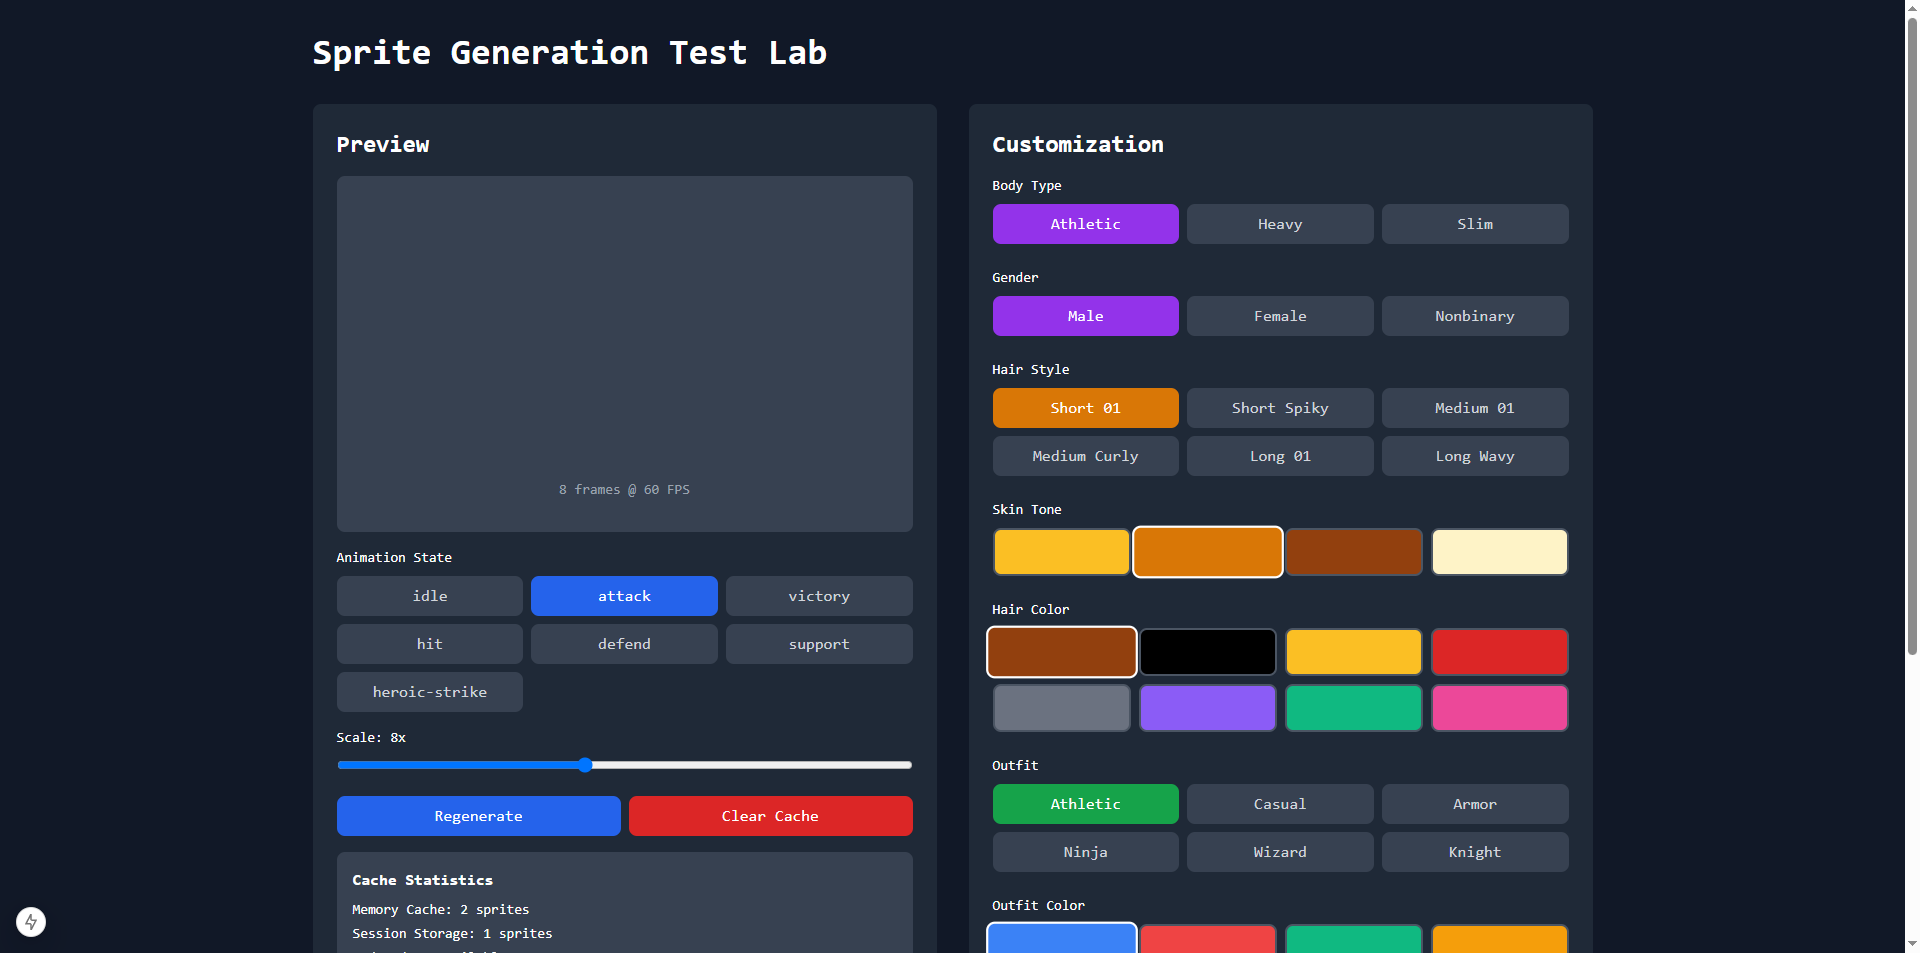 Sprite Generation Test Lab
Preview
8 frames @ 60 FPS
Animation State
idle
attack
victory
hit
defend
support
heroic-strike
Scale: 8x
Regenerate
Clear Cache
Cache Statistics
Memory Cache: 2 sprites
Session Storage: 1 sprites
Customization
Body Type
Athletic
Heavy
Slim
Gender
Male
Female
Nonbinary
Hair Style
Short 01
Short Spiky
Medium 01
Medium Curly
Long 01
Long Wavy
Skin Tone
Hair Color
Outfit
Athletic
Casual
Armor
Ninja
Wizard
Knight
Outfit Color